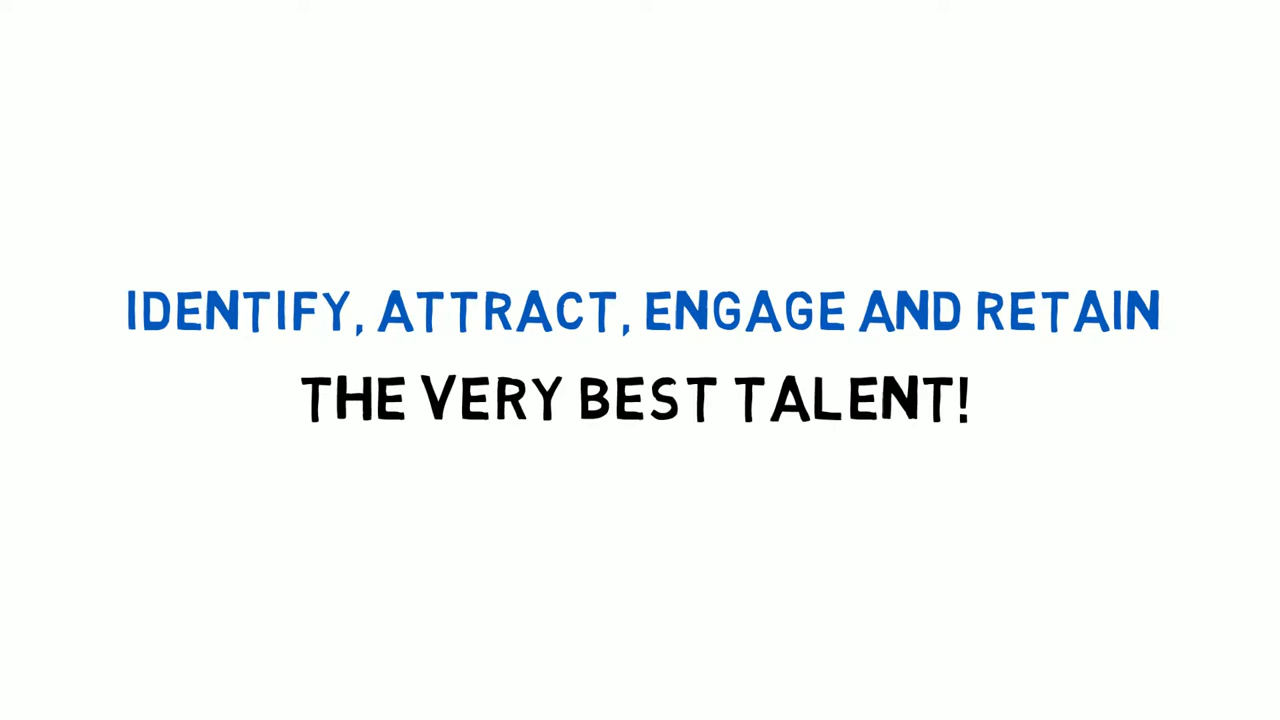 IDENTIFY, ATTRACT, ENGAGE AND RETAIN
THE VERY BEST TALENT!